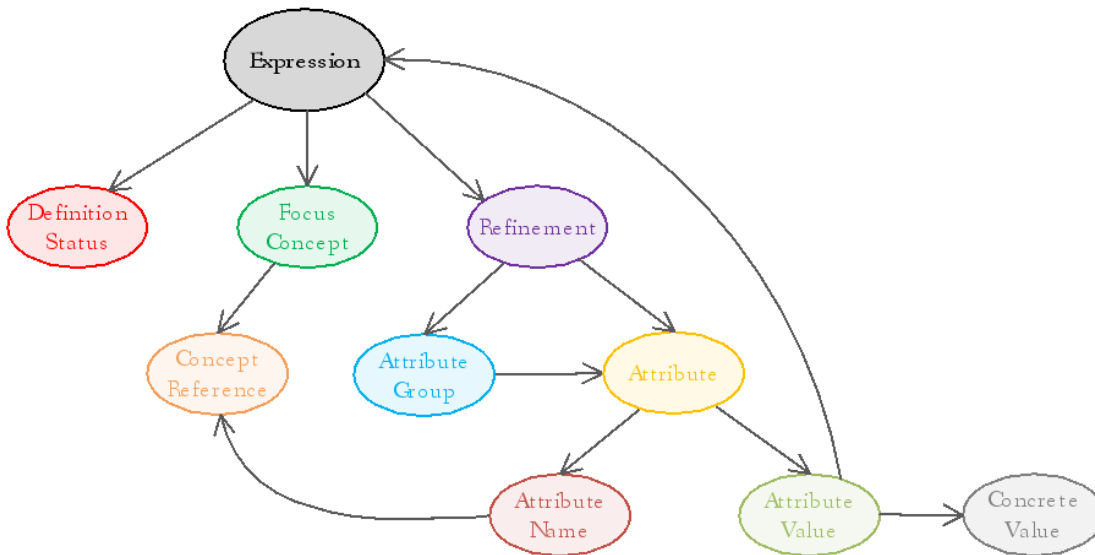 Expression
Definition
Status
Focus
Concept
Refinement
Concept
Reference
Attribute
Group
Attribute
Attribute
Name
Attribute
Value
Concrete
Value